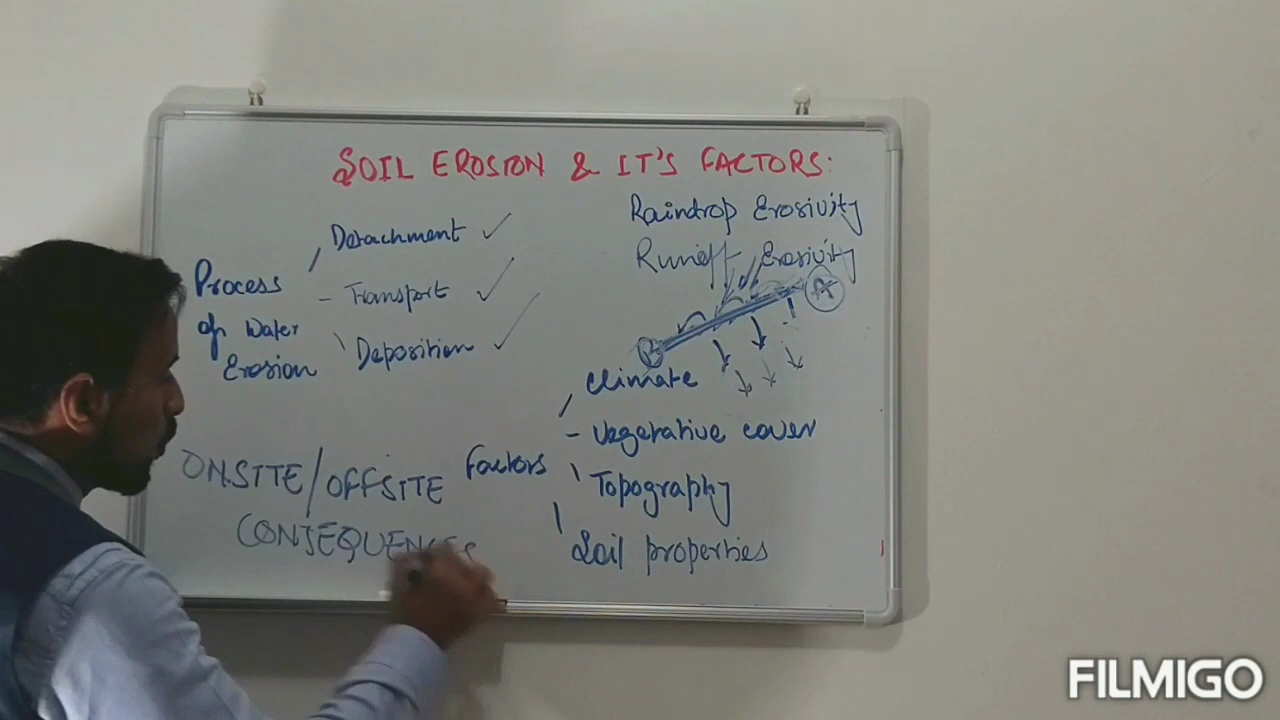 SOIL EROSION & IT'S FACTORS:
Process of Water Erosion
Detachment ✓
- Transport ✓
Deposition ✓
Raindrop Erosivity
Runoff Erosivity
A
B
Factors
Climate
- Vegetative cover
Topography
Soil properties
ONSITE/OFFSITE
CONSEQUENCES
FILMIGO